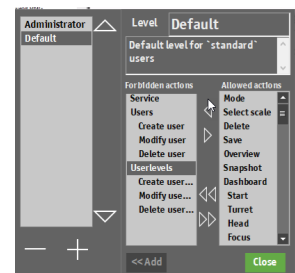 Administrator
Default
Level Default
Default level for `standard`
users
Forbidden actions
Service
Users
Create user
Modify user
Delete user
Userlevels
Create user...
Modify use...
Delete user...
Allowed actions
Mode
Select scale
Delete
Save
Overview
Snapshot
Dashboard
Start
Turret
Head
Focus
<< Add
Close